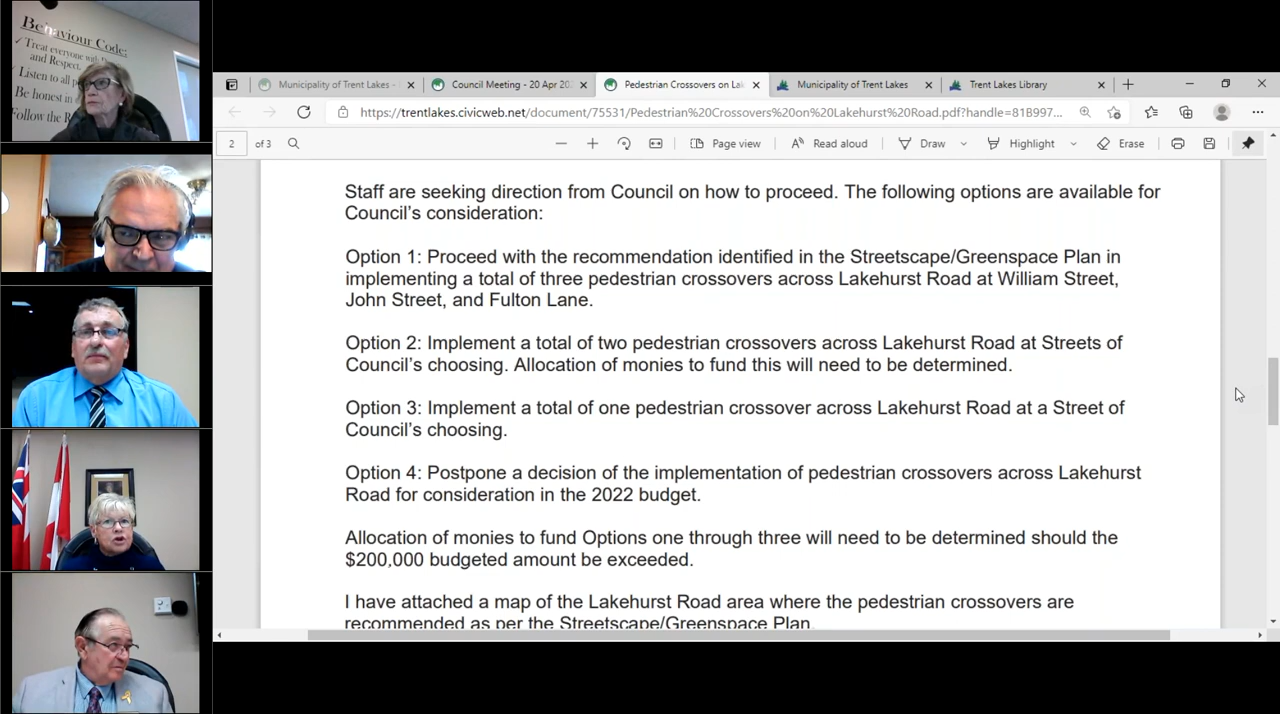 Behaviour Code:
✓ Treat everyone with
and Respect.
Listen to all
Be honest in
Follow the
Municipality of Trent Lakes -
Council Meeting - 20 Apr 202
Pedestrian Crossovers on Lak
Municipality of Trent Lakes
Trent Lakes Library
https://trentlakes.civicweb.net/document/75531/Pedestrian%20Crossovers%20on%20Lakehurst%20Road.pdf?handle=81B997...
2 of 3
Page view
Read aloud
Draw
Highlight
Erase
Staff are seeking direction from Council on how to proceed. The following options are available for
Council's consideration:
Option 1: Proceed with the recommendation identified in the Streetscape/Greenspace Plan in
implementing a total of three pedestrian crossovers across Lakehurst Road at William Street,
John Street, and Fulton Lane.
Option 2: Implement a total of two pedestrian crossovers across Lakehurst Road at Streets of
Council's choosing. Allocation of monies to fund this will need to be determined.
Option 3: Implement a total of one pedestrian crossover across Lakehurst Road at a Street of
Council's choosing.
Option 4: Postpone a decision of the implementation of pedestrian crossovers across Lakehurst
Road for consideration in the 2022 budget.
Allocation of monies to fund Options one through three will need to be determined should the
$200,000 budgeted amount be exceeded.
I have attached a map of the Lakehurst Road area where the pedestrian crossovers are
recommended as per the Streetscape/Greenspace Plan.